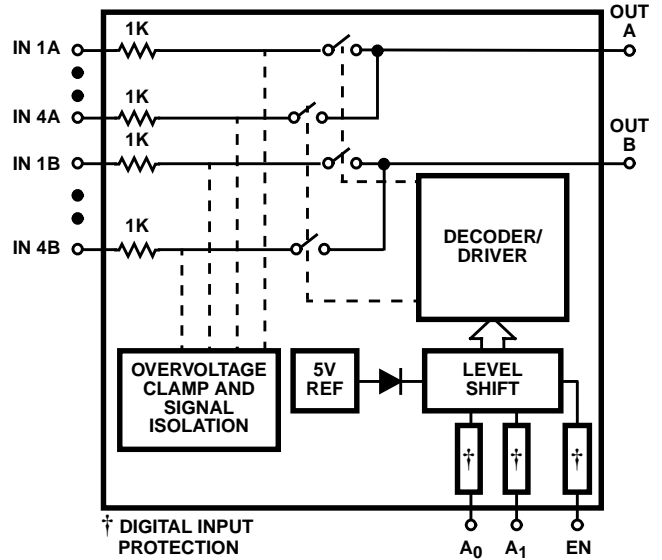 1K
OUT
A
IN 1A
1K
IN 4A
1K
OUT
B
IN 1B
1K
IN 4B
DECODER/
DRIVER
OVERVOLTAGE
CLAMP AND
SIGNAL
ISOLATION
5V
REF
LEVEL
SHIFT
† † †
† DIGITAL INPUT
PROTECTION
A0 A1 EN